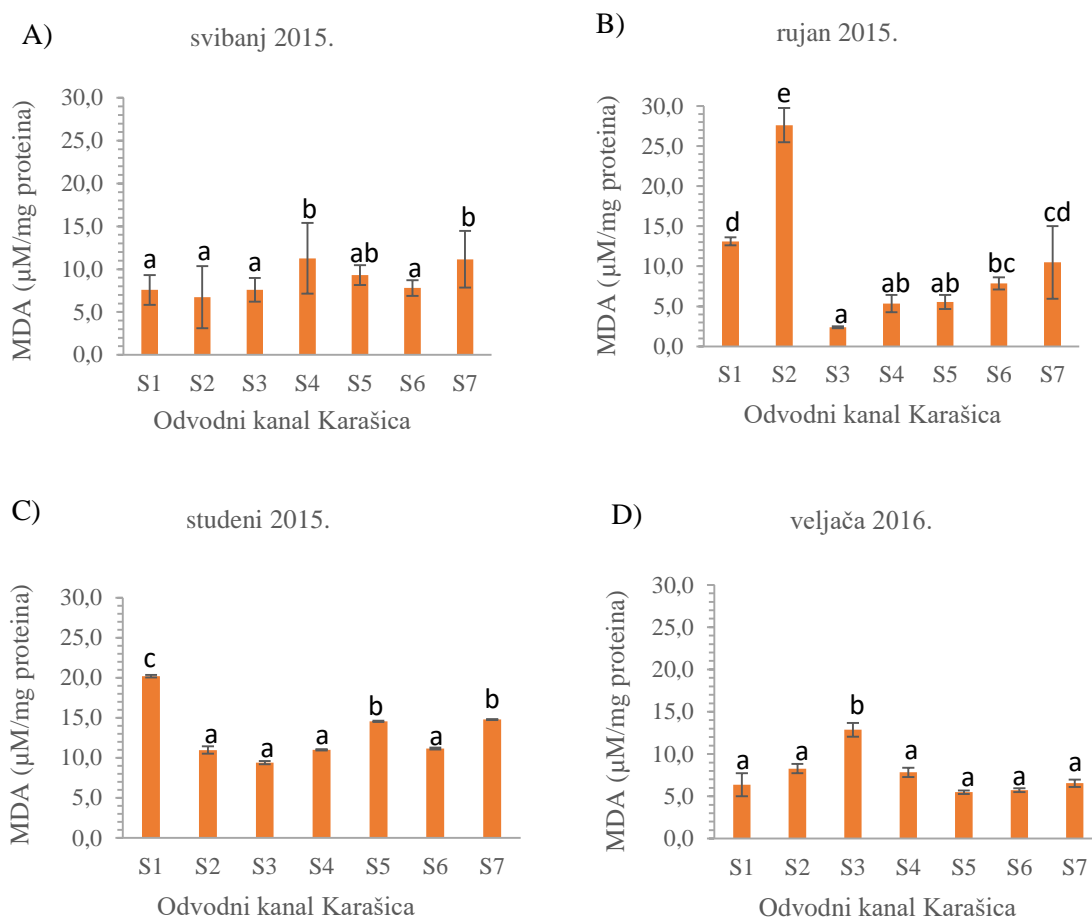 A)
svibanj 2015.
MDA (µM/mg proteina)
30,0
25,0
20,0
15,0
10,0
5,0
0,0
a a a b ab a b
S1 S2 S3 S4 S5 S6 S7
Odvodni kanal Karašica
B)
rujan 2015.
MDA (µM/mg proteina)
30,0
25,0
20,0
15,0
10,0
5,0
0,0
d e a ab ab bc cd
S1 S2 S3 S4 S5 S6 S7
Odvodni kanal Karašica
C)
studeni 2015.
MDA (µM/mg proteina)
30,0
25,0
20,0
15,0
10,0
5,0
0,0
c a a a b a b
S1 S2 S3 S4 S5 S6 S7
Odvodni kanal Karašica
D)
veljača 2016.
MDA (µM/mg proteina)
30,0
25,0
20,0
15,0
10,0
5,0
0,0
a a b a a a a
S1 S2 S3 S4 S5 S6 S7
Odvodni kanal Karašica